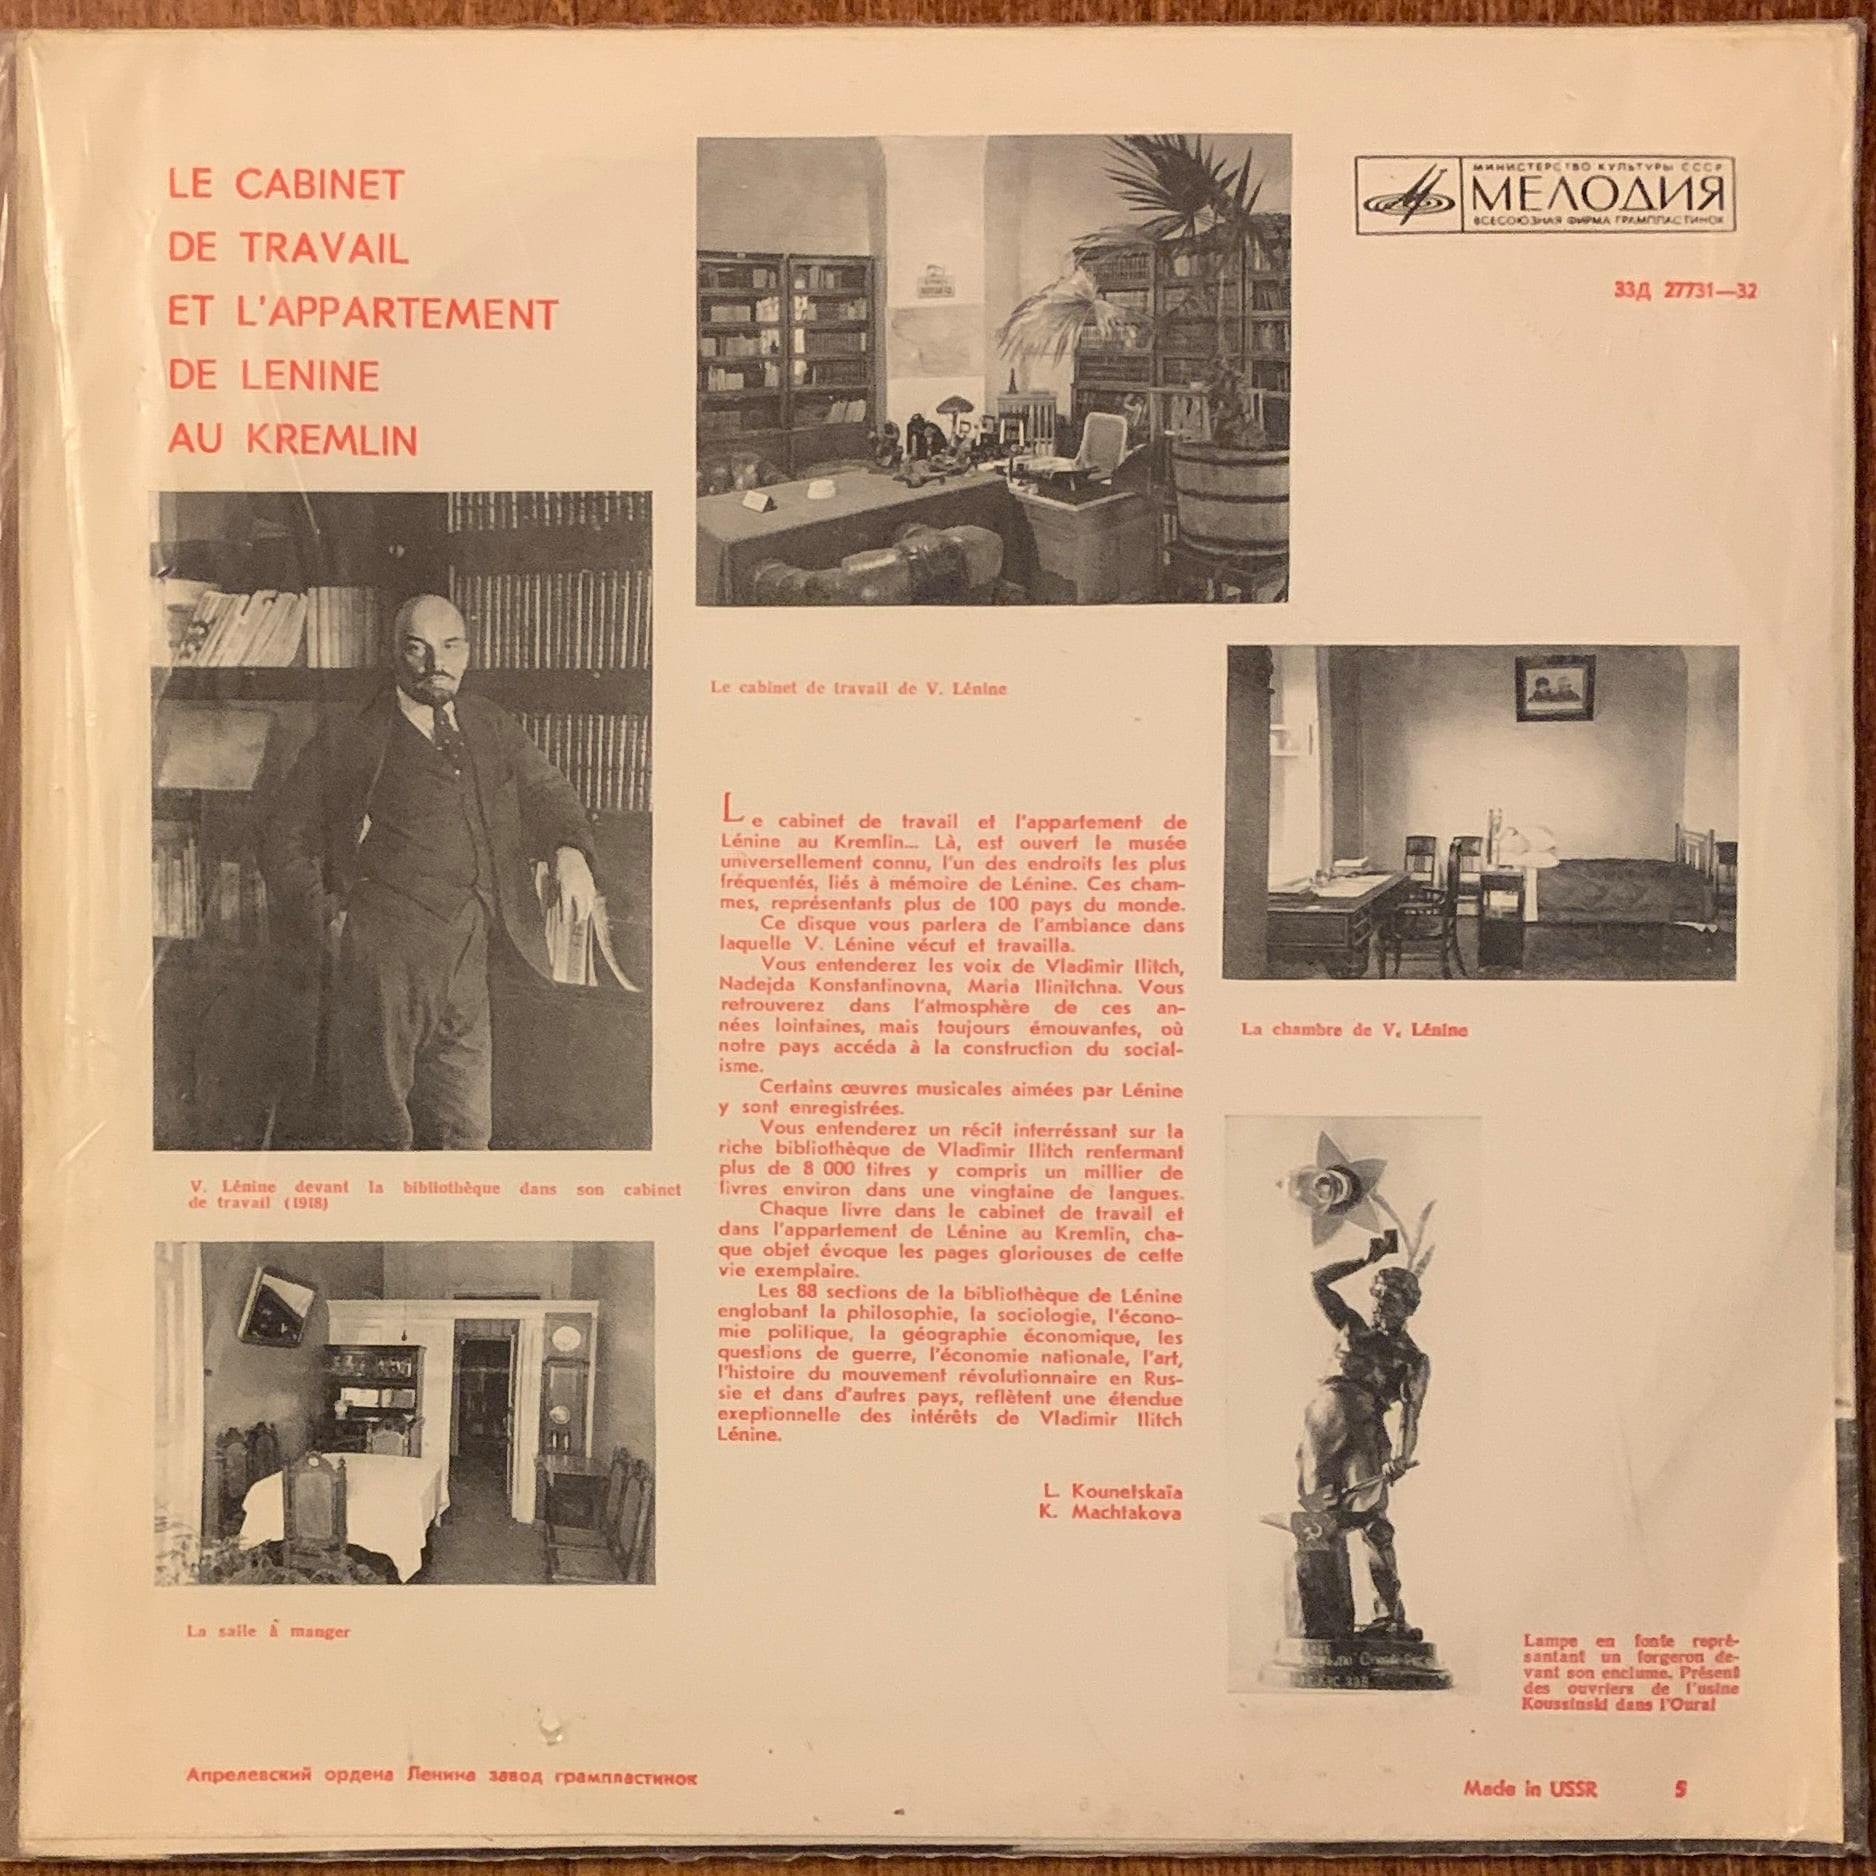 LE CABINET
DE TRAVAIL
ET L'APPARTEMENT
DE LENINE
AU KREMLIN
МИНИСТЕРСТВО КУЛЬТУРЫ СССР
МЕЛОДИЯ
ВСЕСОЮЗНАЯ ФИРМА ГРАМПЛАСТИНОК
33Д 27731—32
Le cabinet de travail de V. Lénine
V. Lénine devant la bibliothèque dans son cabinet
de travail (1918)
La salle à manger
Le cabinet de travail et l'appartement de
Lénine au Kremlin... Là, est ouvert le musée
universellement connu, l'un des endroits les plus
fréquentés, liés à mémoire de Lénine. Ces cham-
mes, représentants plus de 100 pays du monde.
Ce disque vous parlera de l'ambiance dans
laquelle V. Lénine vécut et travailla.
Vous entenderez les voix de Vladimir Ilitch,
Nadejda Konstantinovna, Maria Ilinitchna. Vous
retrouverez dans l'atmosphère de ces an-
nées lointaines, mais toujours émouvantes, où
notre pays accéda à la construction du social-
isme.
Certains œuvres musicales aimées par Lénine
y sont enregistrées.
Vous entenderez un récit interréssant sur la
riche bibliothèque de Vladimir Ilitch renfermant
plus de 8 000 titres y compris un millier de
livres environ dans une vingtaine de langues.
Chaque livre dans le cabinet de travail et
dans l'appartement de Lénine au Kremlin, cha-
que objet évoque les pages gloriouses de cette
vie exemplaire.
Les 88 sections de la bibliothèque de Lénine
englobant la philosophie, la sociologie, l'écono-
mie politique, la géographie économique, les
questions de guerre, l'économie nationale, l'art,
l'histoire du mouvement révolutionnaire en Rus-
sie et dans d'autres pays, reflètent une étendue
exeptionnelle des intérêts de Vladimir Ilitch
Lénine.
L. Kounetskaïa
K. Machtakova
La chambre de V. Lénine
Lampe en fonte repré-
santant un forgeron de-
vant son enclume. Présent
des ouvriers de l'usine
Koussinski dans l'Oural
Апрелевский ордена Ленина завод грампластинок
Made in USSR 5